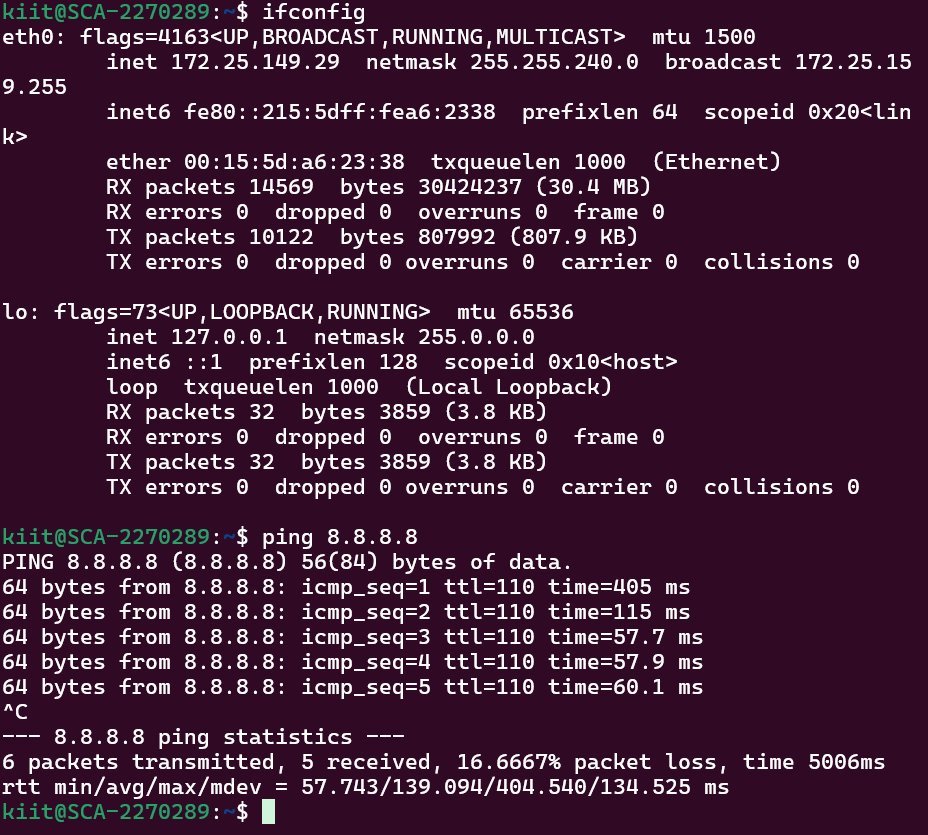 kiit@SCA-2270289:~$ ifconfig
eth0: flags=4163<UP,BROADCAST,RUNNING,MULTICAST>  mtu 1500
        inet 172.25.149.29  netmask 255.255.240.0  broadcast 172.25.15
9.255
        inet6 fe80::215:5dff:fea6:2338  prefixlen 64  scopeid 0x20<lin
k>
        ether 00:15:5d:a6:23:38  txqueuelen 1000  (Ethernet)
        RX packets 14569  bytes 30424237 (30.4 MB)
        RX errors 0  dropped 0  overruns 0  frame 0
        TX packets 10122  bytes 807992 (807.9 KB)
        TX errors 0  dropped 0 overruns 0  carrier 0  collisions 0

lo: flags=73<UP,LOOPBACK,RUNNING>  mtu 65536
        inet 127.0.0.1  netmask 255.0.0.0
        inet6 ::1  prefixlen 128  scopeid 0x10<host>
        loop  txqueuelen 1000  (Local Loopback)
        RX packets 32  bytes 3859 (3.8 KB)
        RX errors 0  dropped 0  overruns 0  frame 0
        TX packets 32  bytes 3859 (3.8 KB)
        TX errors 0  dropped 0 overruns 0  carrier 0  collisions 0

kiit@SCA-2270289:~$ ping 8.8.8.8
PING 8.8.8.8 (8.8.8.8) 56(84) bytes of data.
64 bytes from 8.8.8.8: icmp_seq=1 ttl=110 time=405 ms
64 bytes from 8.8.8.8: icmp_seq=2 ttl=110 time=115 ms
64 bytes from 8.8.8.8: icmp_seq=3 ttl=110 time=57.7 ms
64 bytes from 8.8.8.8: icmp_seq=4 ttl=110 time=57.9 ms
64 bytes from 8.8.8.8: icmp_seq=5 ttl=110 time=60.1 ms
^C
--- 8.8.8.8 ping statistics ---
6 packets transmitted, 5 received, 16.6667% packet loss, time 5006ms
rtt min/avg/max/mdev = 57.743/139.094/404.540/134.525 ms
kiit@SCA-2270289:~$